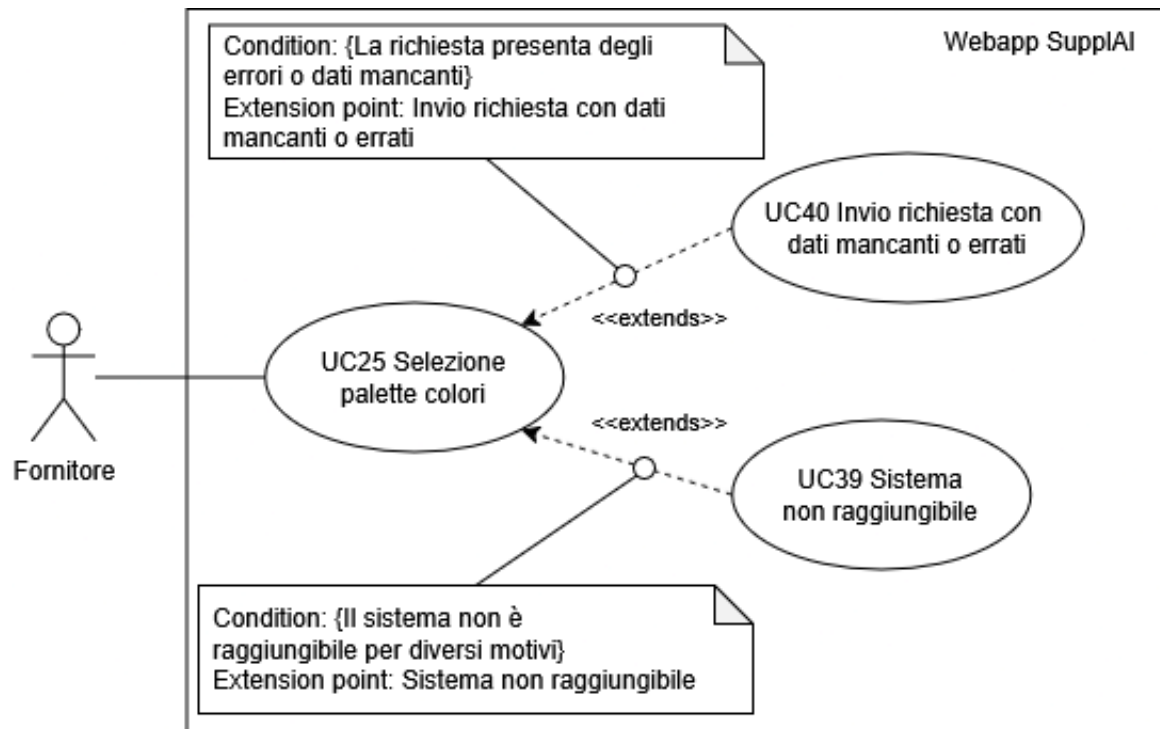 Condition: {La richiesta presenta degli
errori o dati mancanti}
Extension point: Invio richiesta con dati
mancanti o errati
Webapp SupplAI
UC40 Invio richiesta con
dati mancanti o errati
<<extends>>
UC25 Selezione
palette colori
Fornitore
<<extends>>
UC39 Sistema
non raggiungibile
Condition: {Il sistema non è
raggiungibile per diversi motivi}
Extension point: Sistema non raggiungibile